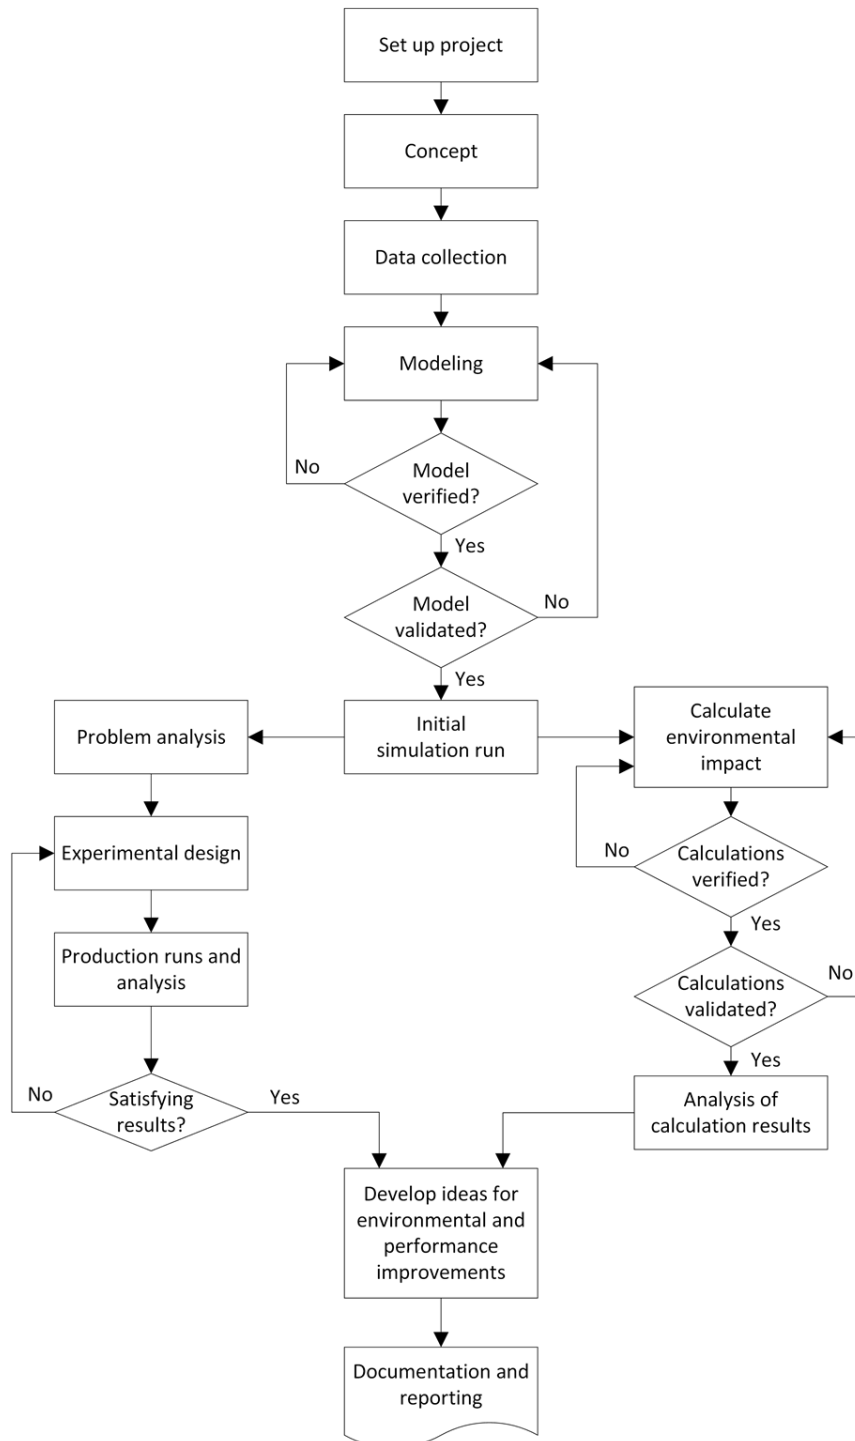 Set up project
Concept
Data collection
Modeling
No
Model
verified?
Yes
Model
validated?
No
Yes
Problem analysis
Initial
simulation run
Calculate
environmental
impact
Experimental design
No
Calculations
verified?
Yes
Production runs and
analysis
Calculations
validated?
No
Yes
No
Satisfying
results?
Yes
Analysis of
calculation results
Develop ideas for
environmental and
performance
improvements
Documentation and
reporting